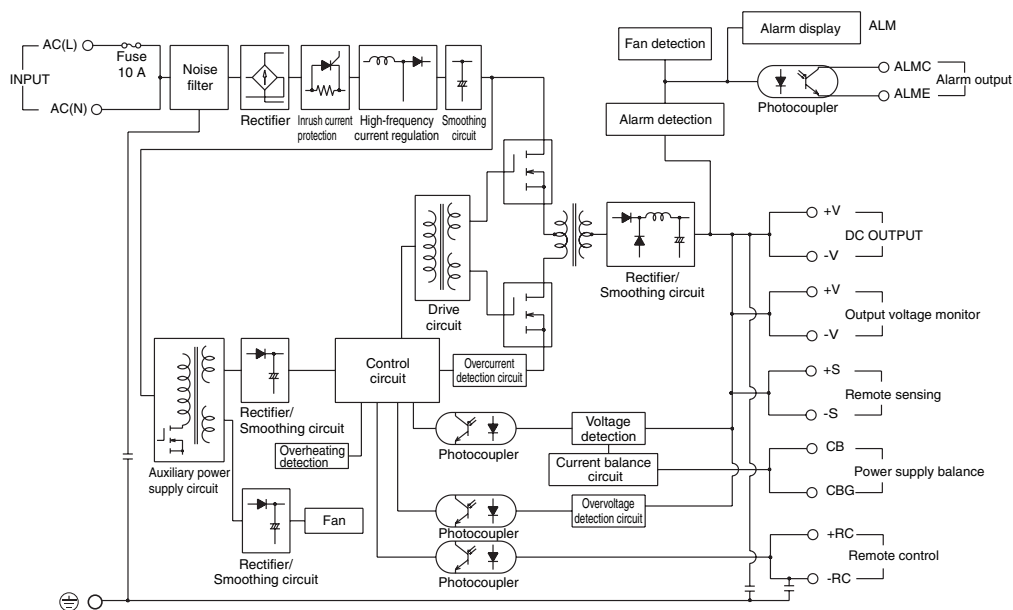 INPUT
AC(L)
Fuse
10 A
AC(N)
Noise
filter
Rectifier
Inrush current
protection
High-frequency
current regulation
Smoothing
circuit
Fan detection
Alarm display
ALM
Photocoupler
ALMC
ALME
Alarm output
Alarm detection
Drive
circuit
Rectifier/
Smoothing circuit
+V
-V
DC OUTPUT
+V
-V
Output voltage monitor
+S
-S
Remote sensing
CB
CBG
Power supply balance
+RC
-RC
Remote control
Auxiliary power
supply circuit
Rectifier/
Smoothing circuit
Control
circuit
Overcurrent
detection circuit
Overheating
detection
Photocoupler
Voltage
detection
Current balance
circuit
Rectifier/
Smoothing circuit
Fan
Photocoupler
Overvoltage
detection circuit
Photocoupler